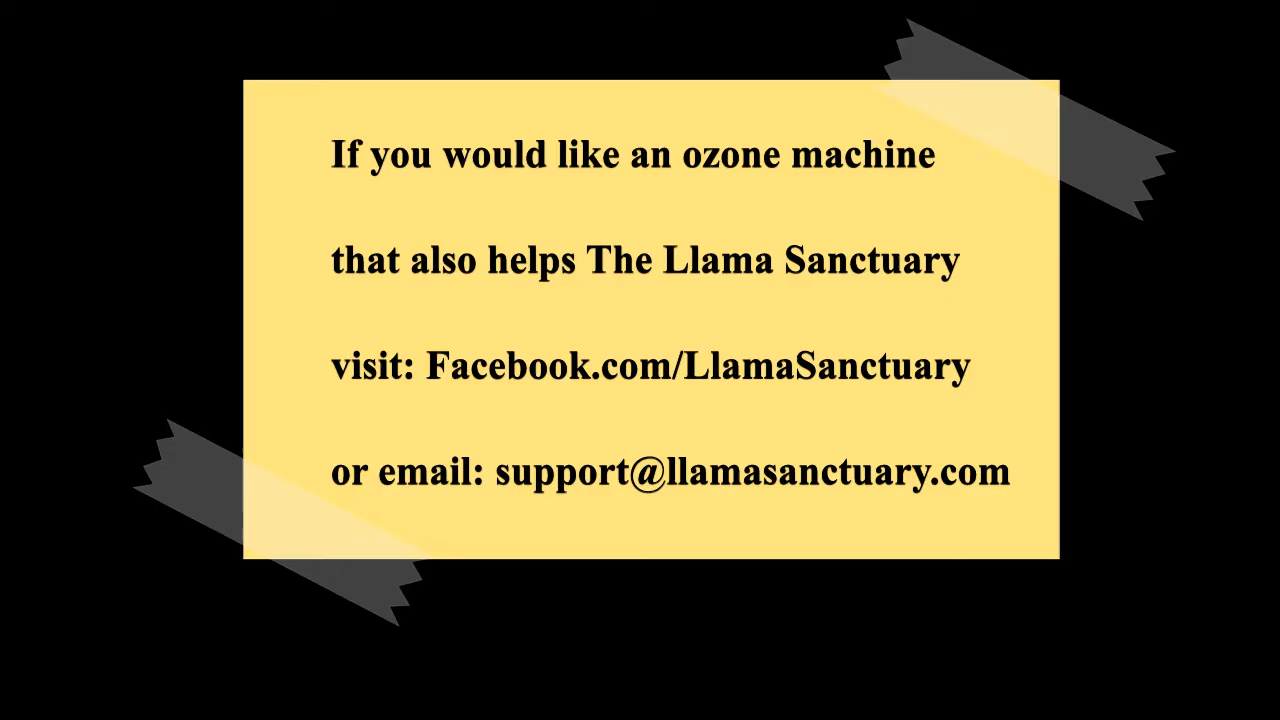 If you would like an ozone machine
that also helps The Llama Sanctuary
visit: Facebook.com/LlamaSanctuary
or email: support@llamasanctuary.com